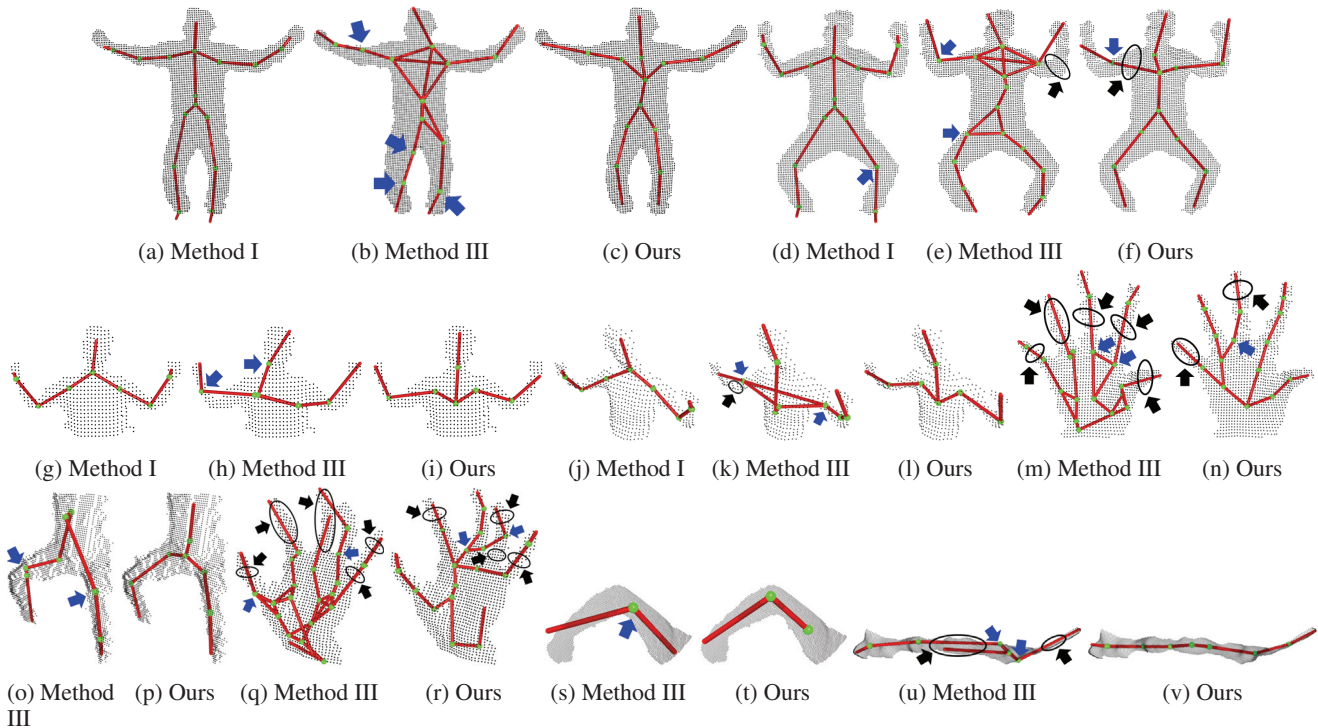 (a) Method I
(b) Method III
(c) Ours
(d) Method I
(e) Method III
(f) Ours
(g) Method I
(h) Method III
(i) Ours
(j) Method I
(k) Method III
(l) Ours
(m) Method III
(n) Ours
(o) Method
III
(p) Ours
(q) Method III
(r) Ours
(s) Method III
(t) Ours
(u) Method III
(v) Ours